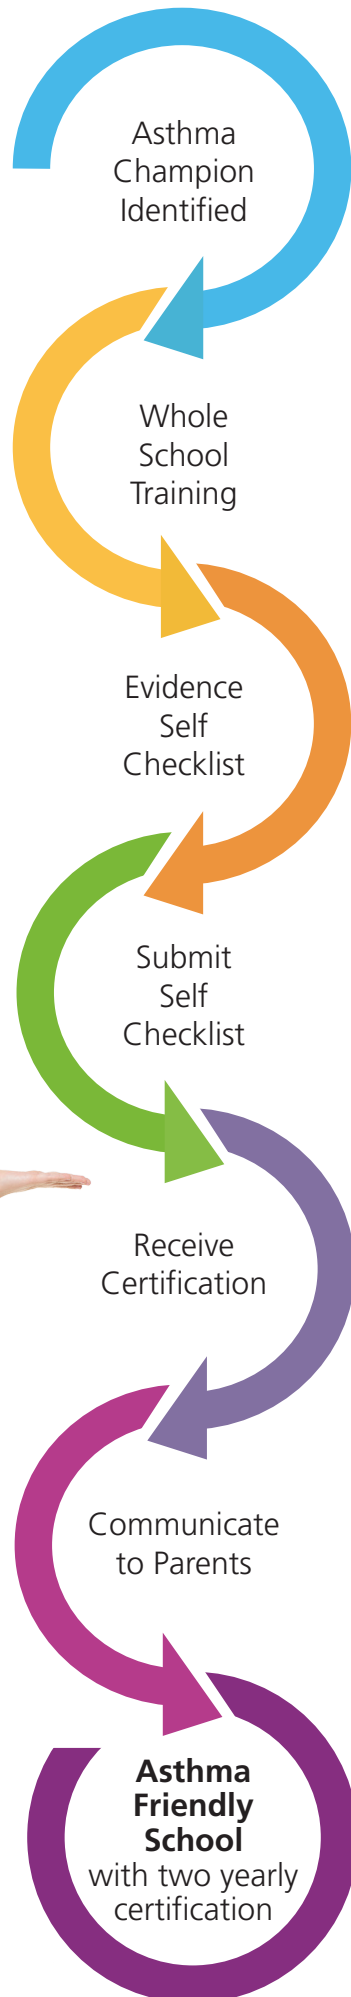 Asthma
Champion
Identified
Whole
School
Training
Evidence
Self
Checklist
Submit
Self
Checklist
Receive
Certification
Communicate
to Parents
Asthma
Friendly
School
with two yearly
certification